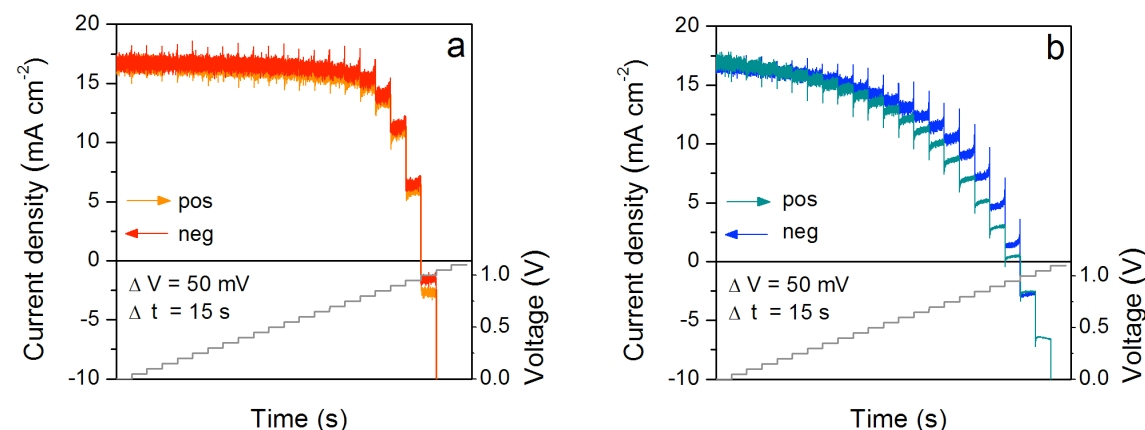 20
15
10
5
0
-5
-10
Current density (mA cm⁻²)
a
pos
neg
Δ V = 50 mV
Δ t = 15 s
1.0
0.5
0.0
Voltage (V)
Time (s)
20
15
10
5
0
-5
-10
Current density (mA cm⁻²)
b
pos
neg
Δ V = 50 mV
Δ t = 15 s
1.0
0.5
0.0
Voltage (V)
Time (s)